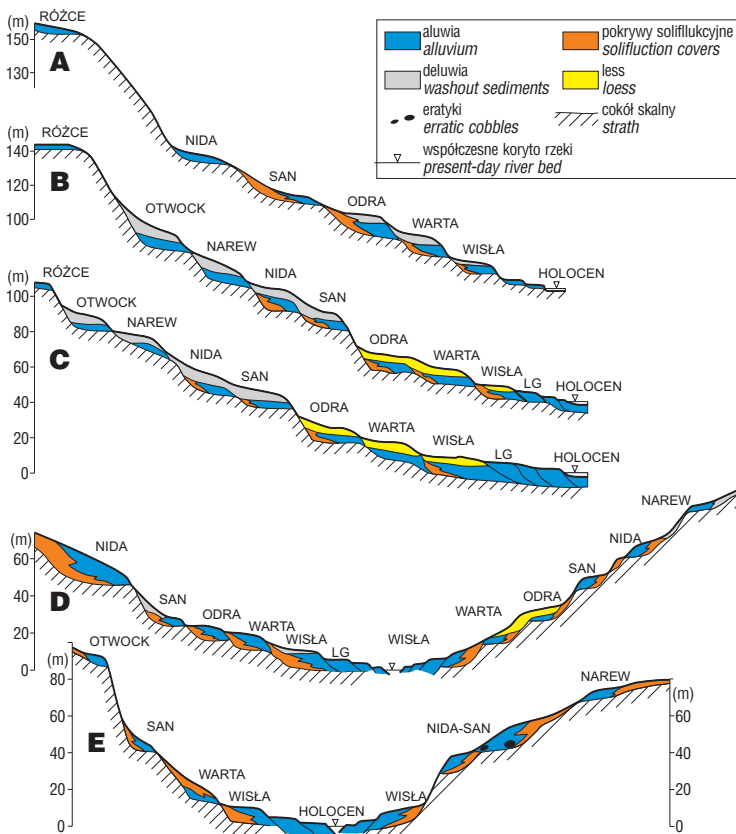 (m)
RÓŻCE
150
130
A
NIDA
SAN
ODRA
WARTA
WISŁA
HOLOCEN
aluwia
alluvium
deluwia
washout sediments
eratyki
erratic cobbles
współczesne koryto rzeki
present-day river bed
pokrywy solifllukcyjne
solifluction covers
less
loess
cokół skalny
strath
(m)
RÓŻCE
140
120
100
B
OTWOCK
NAREW
NIDA
SAN
ODRA
WARTA
WISŁA
LG
HOLOCEN
(m)
RÓŻCE
100
80
60
40
20
0
C
OTWOCK
NAREW
NIDA
SAN
ODRA
WARTA
WISŁA
LG
HOLOCEN
(m)
60
40
20
0
D
NIDA
SAN
ODRA
WARTA
WISŁA
LG
WISŁA
WARTA
ODRA
SAN
NIDA
NAREW
(m)
80
60
40
20
0
E
OTWOCK
SAN
WARTA
WISŁA
HOLOCEN
WISŁA
NIDA-SAN
NAREW
(m)
60
40
20
0